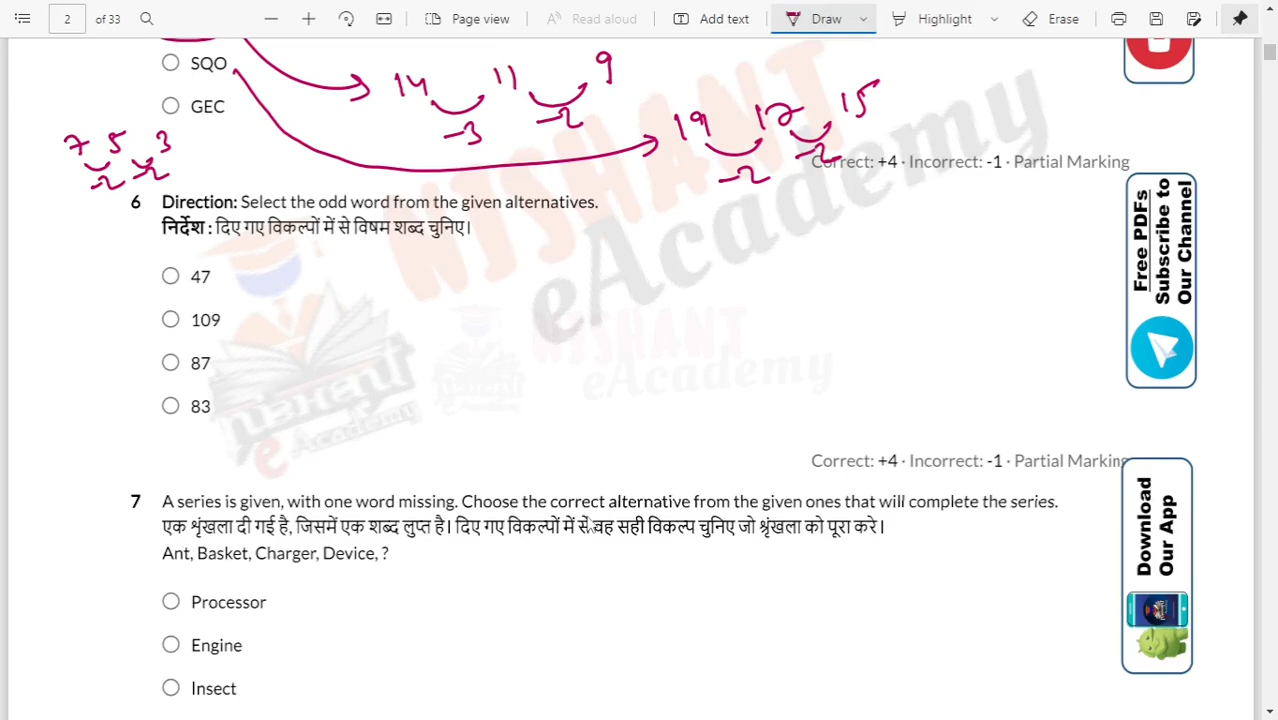 2 of 33 Page view Read aloud Add text Draw Highlight Erase
SQO
14 11 9
-3 -2
19 17 15
-2 -2
GEC
7 5 3
-2 -2
Correct: +4 · Incorrect: -1 · Partial Marking
6 Direction: Select the odd word from the given alternatives.
निर्देश : दिए गए विकल्पों में से विषम शब्द चुनिए।
47
109
87
83
Correct: +4 · Incorrect: -1 · Partial Marking
7 A series is given, with one word missing. Choose the correct alternative from the given ones that will complete the series.
एक शृंखला दी गई है, जिसमें एक शब्द लुप्त है। दिए गए विकल्पों में से वह सही विकल्प चुनिए जो श्रृंखला को पूरा करे।
Ant, Basket, Charger, Device, ?
Processor
Engine
Insect
Free PDFs
Subscribe to
Our Channel
Download
Our App
NISHANT
eAcademy
NISHANT
eAcademy
e Academy